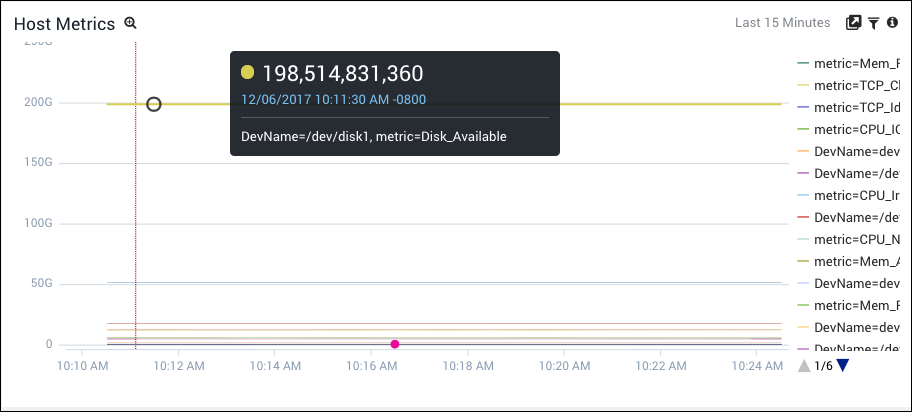 Host Metrics
Last 15 Minutes
250G
198,514,831,360
12/06/2017 10:11:30 AM -0800
DevName=/dev/disk1, metric=Disk_Available
200G
150G
100G
50G
0
10:10 AM 10:12 AM 10:14 AM 10:16 AM 10:18 AM 10:20 AM 10:22 AM 10:24 AM
metric=Mem_F
metric=TCP_Cl
metric=TCP_Id
metric=CPU_IO
DevName=dev
DevName=/de
metric=CPU_Ir
DevName=/de
metric=CPU_N
metric=Mem_A
DevName=dev
metric=Mem_F
DevName=dev
DevName=/de
1/6